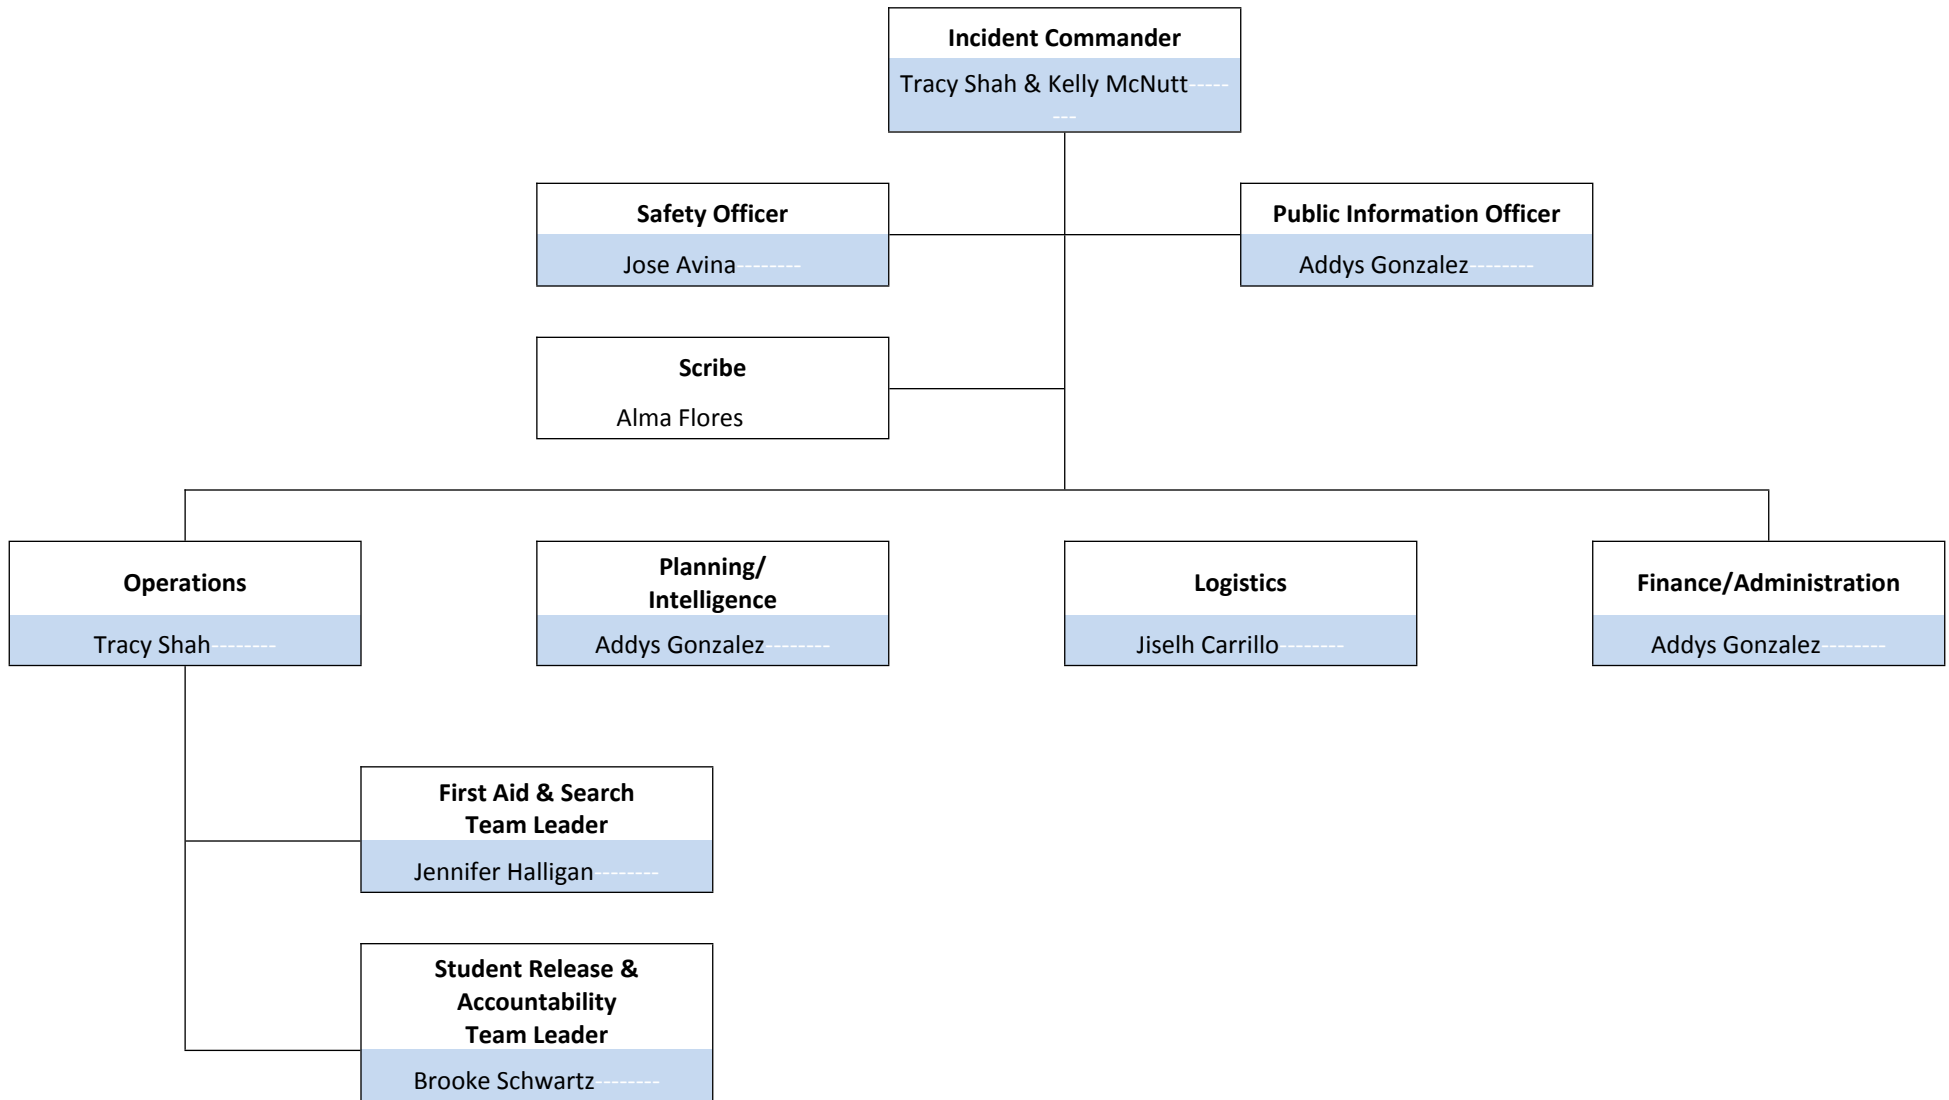 Incident Commander
Tracy Shah & Kelly McNutt-----
---
Safety Officer
Jose Avina--------
Public Information Officer
Addys Gonzalez--------
Scribe
Alma Flores
Operations
Tracy Shah--------
Planning/
Intelligence
Addys Gonzalez--------
Logistics
Jiselh Carrillo--------
Finance/Administration
Addys Gonzalez--------
First Aid & Search
Team Leader
Jennifer Halligan--------
Student Release &
Accountability
Team Leader
Brooke Schwartz--------